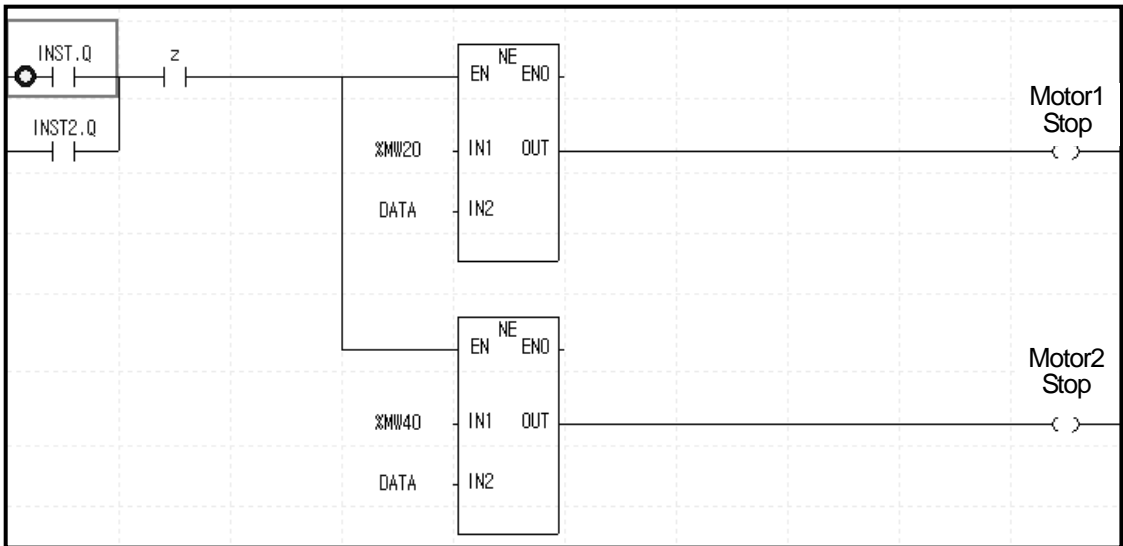 INST.Q
z
NE
EN ENO
Motor1
Stop
INST2.Q
%MW20 IN1 OUT
DATA IN2
NE
EN ENO
Motor2
Stop
%MW40 IN1 OUT
DATA IN2